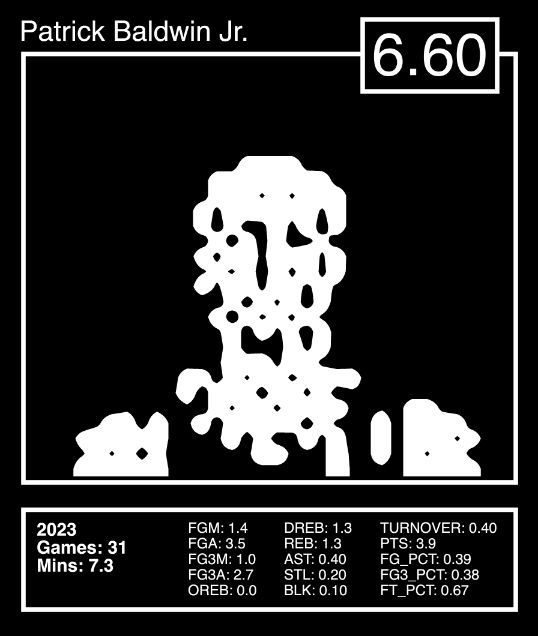 Patrick Baldwin Jr.
6.60
2023
Games: 31
Mins: 7.3
FGM: 1.4
FGA: 3.5
FG3M: 1.0
FG3A: 2.7
OREB: 0.0
DREB: 1.3
REB: 1.3
AST: 0.40
STL: 0.20
BLK: 0.10
TURNOVER: 0.40
PTS: 3.9
FG_PCT: 0.39
FG3_PCT: 0.38
FT_PCT: 0.67